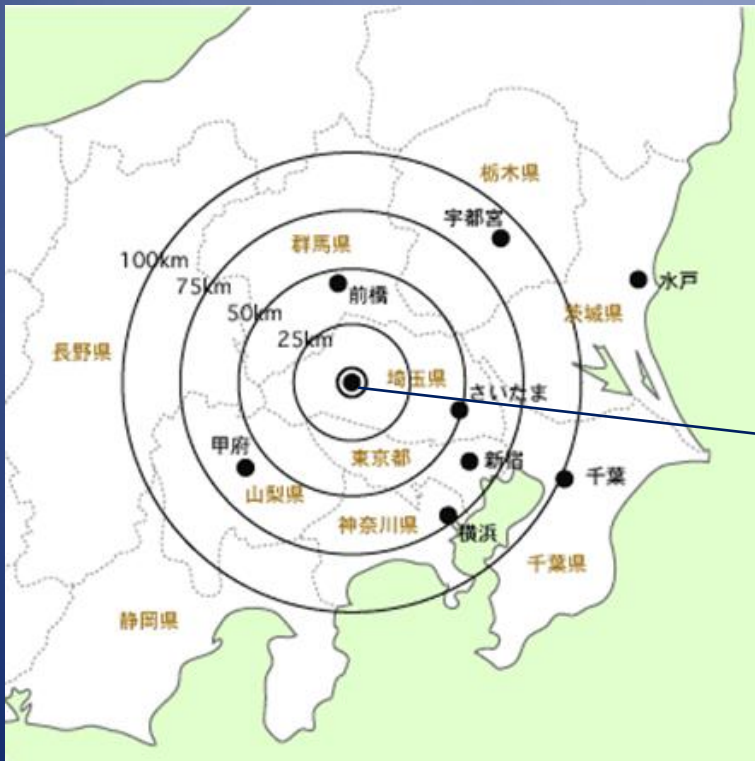 栃木県
宇都宮
群馬県
100km
75km
水戸
前橋
50km
茨城県
25km
長野県
埼玉県
さいたま
甲府
東京都
新宿
千葉
山梨県
神奈川県
横浜
千葉県
静岡県